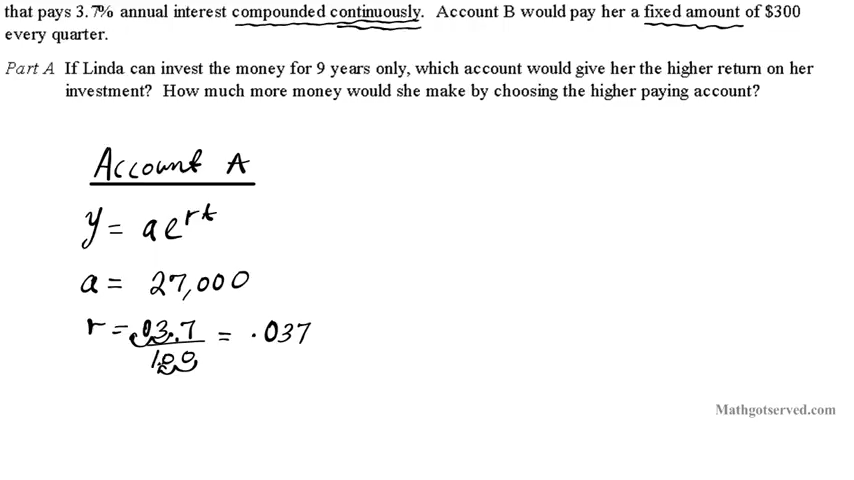 that pays 3.7% annual interest compounded continuously. Account B would pay her a fixed amount of $300
every quarter.
Part A If Linda can invest the money for 9 years only, which account would give her the higher return on her
investment? How much more money would she make by choosing the higher paying account?
Account A
y = ae^rt
a = 27,000
r = .03.7/100 = .037
Mathgotserved.com